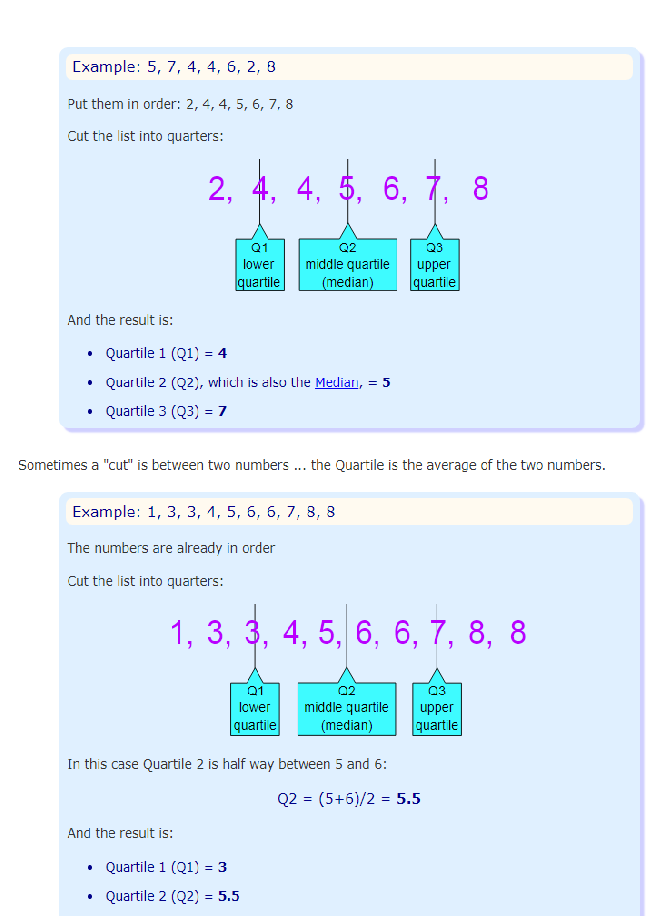 Example: 5, 7, 4, 4, 6, 2, 8
Put them in order: 2, 4, 4, 5, 6, 7, 8
Cut the list into quarters:
2, 4, 4, 5, 6, 7, 8
Q1 lower quartile
Q2 middle quartile (median)
Q3 upper quartile
And the result is:
• Quartile 1 (Q1) = 4
• Quartile 2 (Q2), which is also the Median, = 5
• Quartile 3 (Q3) = 7
Sometimes a "cut" is between two numbers ... the Quartile is the average of the two numbers.
Example: 1, 3, 3, 4, 5, 6, 6, 7, 8, 8
The numbers are already in order
Cut the list into quarters:
1, 3, 3, 4, 5, 6, 6, 7, 8, 8
Q1 lower quartile
Q2 middle quartile (median)
Q3 upper quartile
In this case Quartile 2 is half way between 5 and 6:
Q2 = (5+6)/2 = 5.5
And the result is:
• Quartile 1 (Q1) = 3
• Quartile 2 (Q2) = 5.5